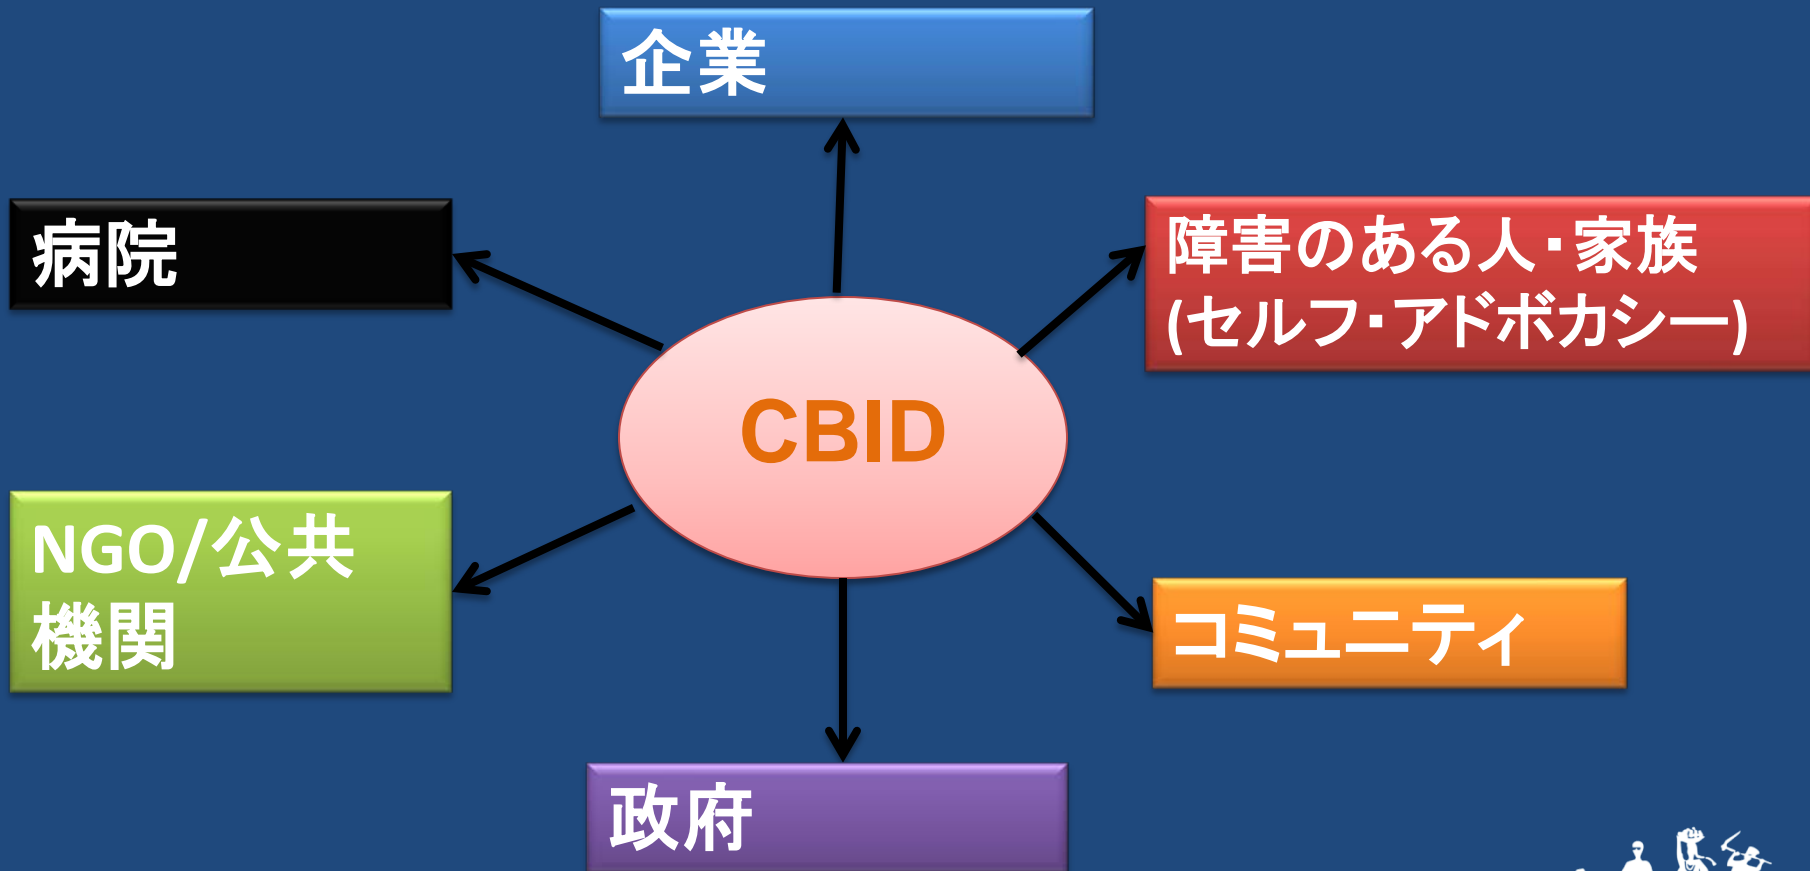 企業
病院
障害のある人・家族
(セルフ・アドボカシー)
CBID
NGO/公共
機関
コミュニティ
政府